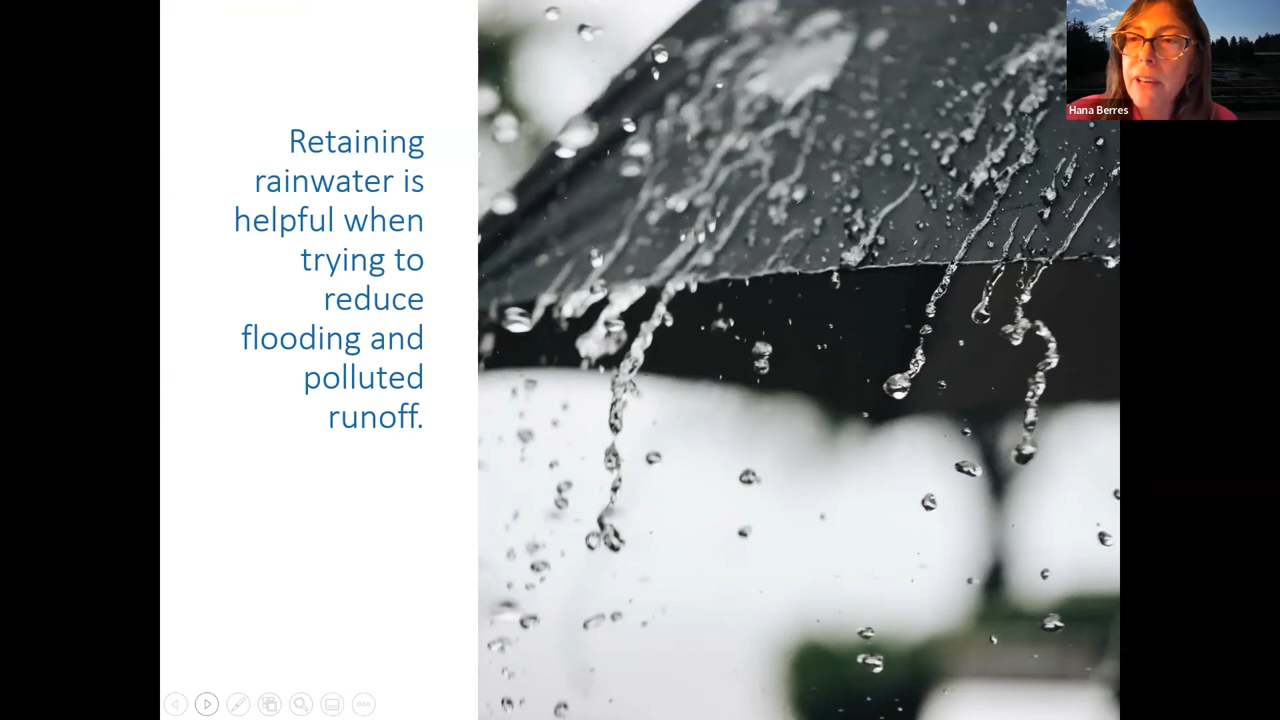 Retaining
rainwater is
helpful when
trying to
reduce
flooding and
polluted
runoff.
Hana Berres